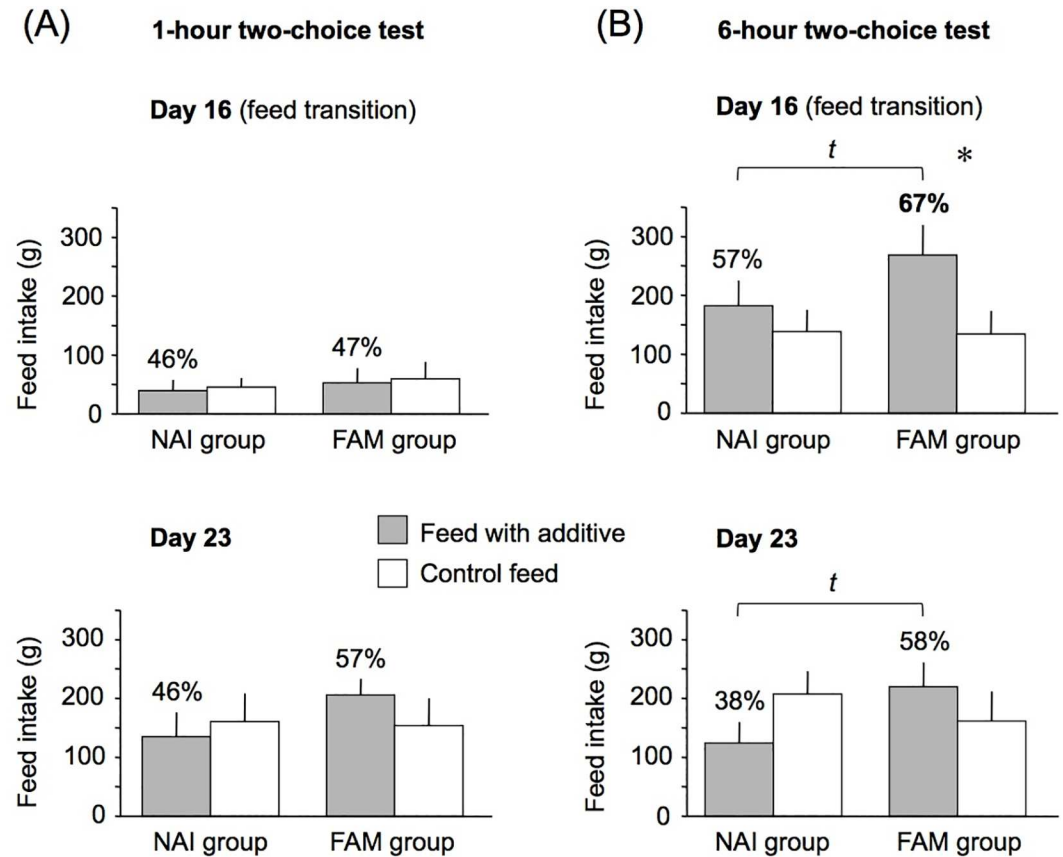 (A)
1-hour two-choice test
Day 16 (feed transition)
Feed intake (g)
300
200
100
0
46%
47%
NAI group
FAM group
(B)
6-hour two-choice test
Day 16 (feed transition)
t
*
Feed intake (g)
300
200
100
0
57%
67%
NAI group
FAM group
Day 23
Feed intake (g)
300
200
100
0
46%
57%
NAI group
FAM group
Feed with additive
Control feed
Day 23
t
Feed intake (g)
300
200
100
0
38%
58%
NAI group
FAM group